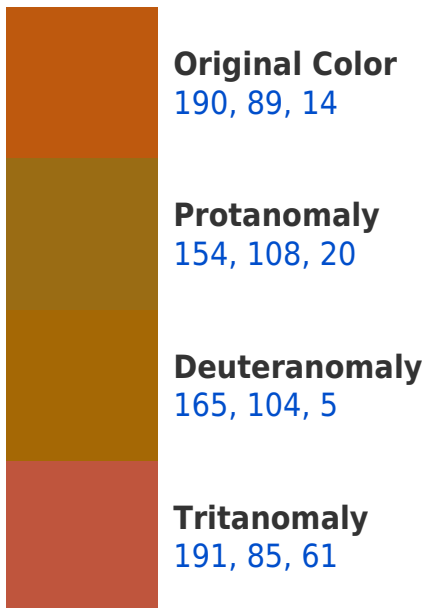 Original Color
190, 89, 14
Protanomaly
154, 108, 20
Deuteranomaly
165, 104, 5
Tritanomaly
191, 85, 61